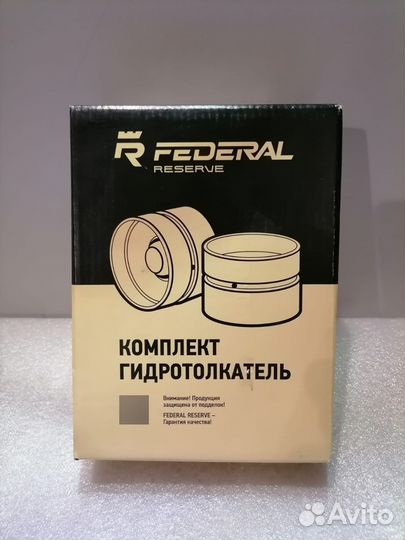 FEDERAL
RESERVE
КОМПЛЕКТ
ГИДРОТОЛКАТЕЛЬ
Внимание! Продукция
защищена от подделок!
FEDERAL RESERVE –
Гарантия качества!
Avito